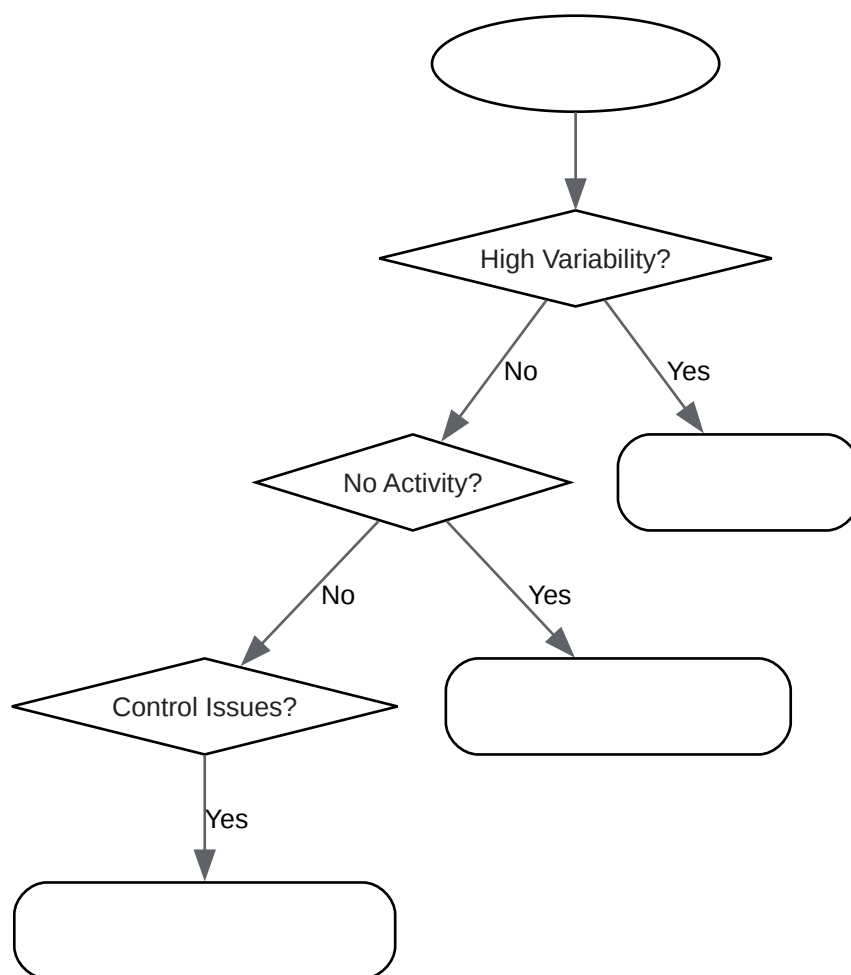 High Variability?
No
Yes
No Activity?
No
Yes
Control Issues?
Yes